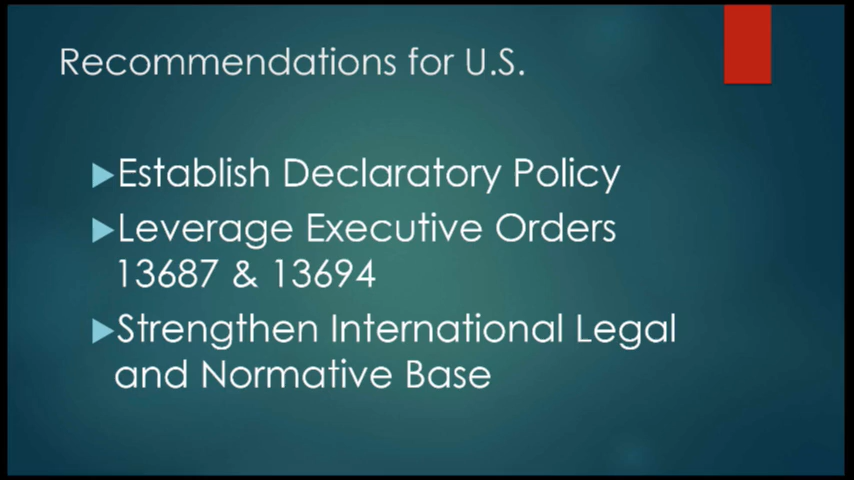 Recommendations for U.S.
Establish Declaratory Policy
Leverage Executive Orders
13687 & 13694
Strengthen International Legal
and Normative Base